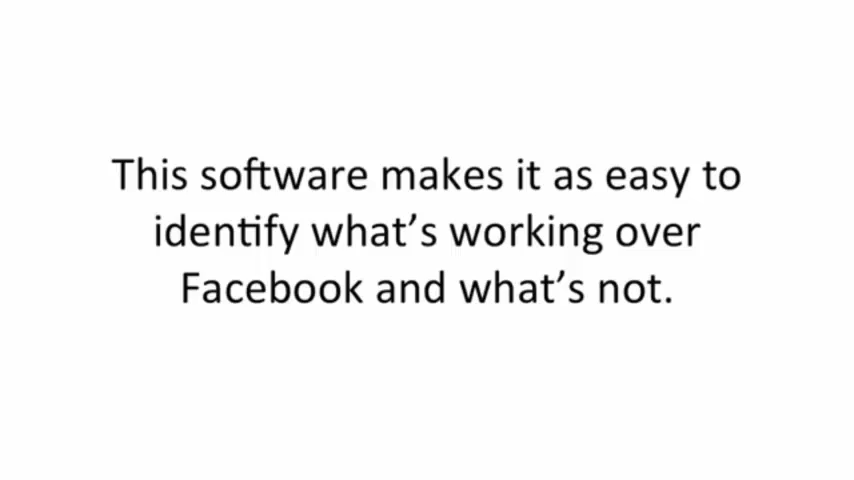 This software makes it as easy to
identify what’s working over
Facebook and what’s not.